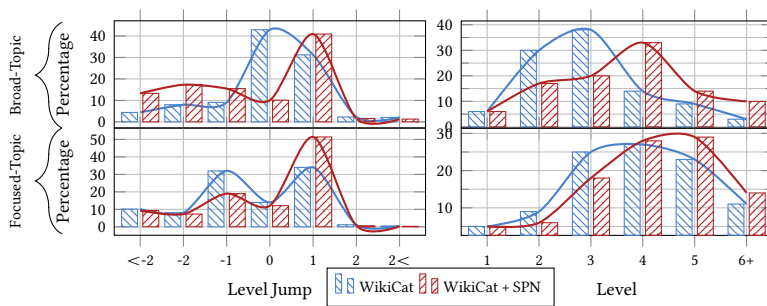 Broad-Topic
Percentage
40
30
20
10
0
40
30
20
10
0
Focused-Topic
Percentage
50
40
30
20
10
0
30
20
10
<-2 -2 -1 0 1 2 2<
1 2 3 4 5 6+
Level Jump
Level
WikiCat WikiCat + SPN